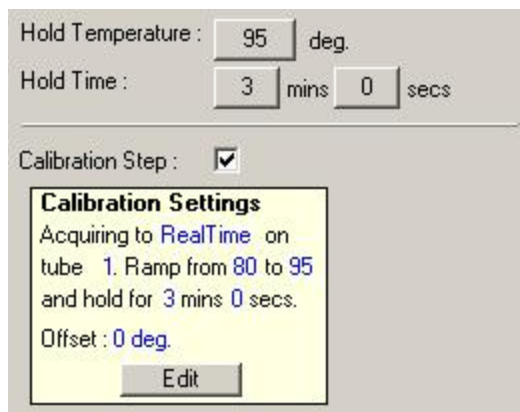 Hold Temperature : 95 deg.
Hold Time : 3 mins 0 secs
Calibration Step :
Calibration Settings
Acquiring to RealTime on
tube 1. Ramp from 80 to 95
and hold for 3 mins 0 secs.
Offset : 0 deg.
Edit